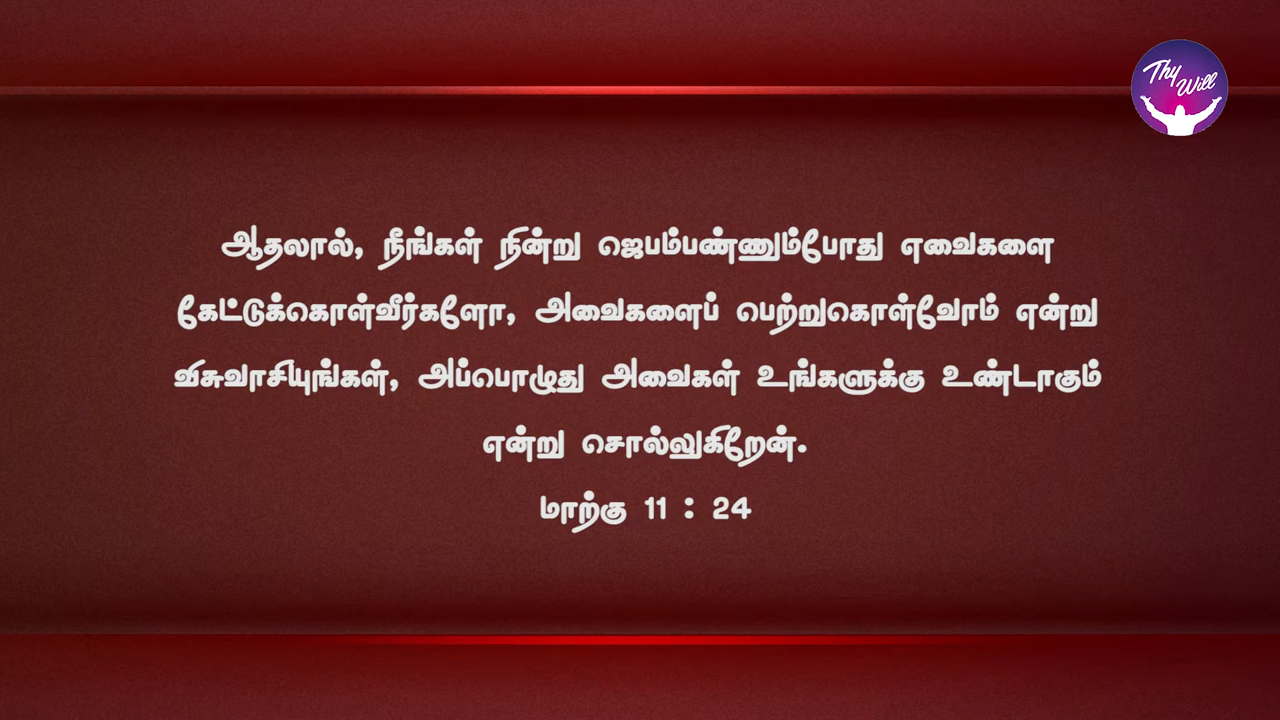 Thy
Will
ஆதலால், நீங்கள் நின்று ஜெபம்பண்ணும்போது எவைகளை
கேட்டுக்கொள்வீர்களோ, அவைகளைப் பெற்றுகொள்வோம் என்று
விசுவாசியுங்கள், அப்பொழுது அவைகள் உங்களுக்கு உண்டாகும்
என்று சொல்லுகிறேன்.
மாற்கு 11 : 24